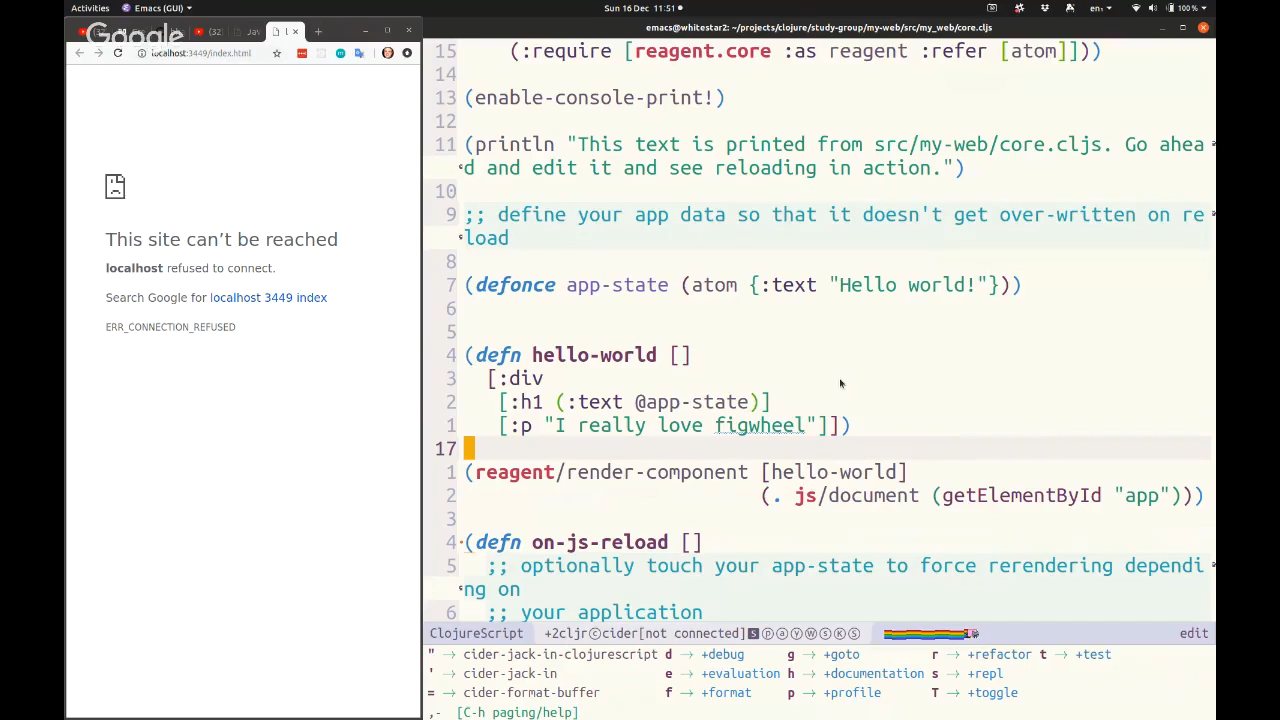 Activities Emacs (GUI) Sun 16 Dec 11:51 en 100 %
Google
Jav
emacs@whitestar2: ~/projects/clojure/study-group/my-web/src/my_web/core.cljs
localhost:3449/index.html
This site can't be reached
localhost refused to connect.
Search Google for localhost 3449 index
ERR_CONNECTION_REFUSED
15 (:require [reagent.core :as reagent :refer [atom]]))
14
13 (enable-console-print!)
12
11 (println "This text is printed from src/my-web/core.cljs. Go ahea
d and edit it and see reloading in action.")
10
9 ;; define your app data so that it doesn't get over-written on re
load
8
7 (defonce app-state (atom {:text "Hello world!"}))
6
5
4 (defn hello-world []
3 [:div
2 [:h1 (:text @app-state)]
1 [:p "I really love figwheel"]])
17
1 (reagent/render-component [hello-world]
2 (. js/document (getElementById "app")))
3
4 (defn on-js-reload []
5 ;; optionally touch your app-state to force rerendering dependi
ng on
6 ;; your application
ClojureScript +2cljrⓒcider[not connected]🆂ⓟⓐⓨⓦⓢⓚⓢ edit
" → cider-jack-in-clojurescript d → +debug g → +goto r → +refactor t → +test
' → cider-jack-in e → +evaluation h → +documentation s → +repl
= → cider-format-buffer f → +format p → +profile T → +toggle
,- [C-h paging/help]